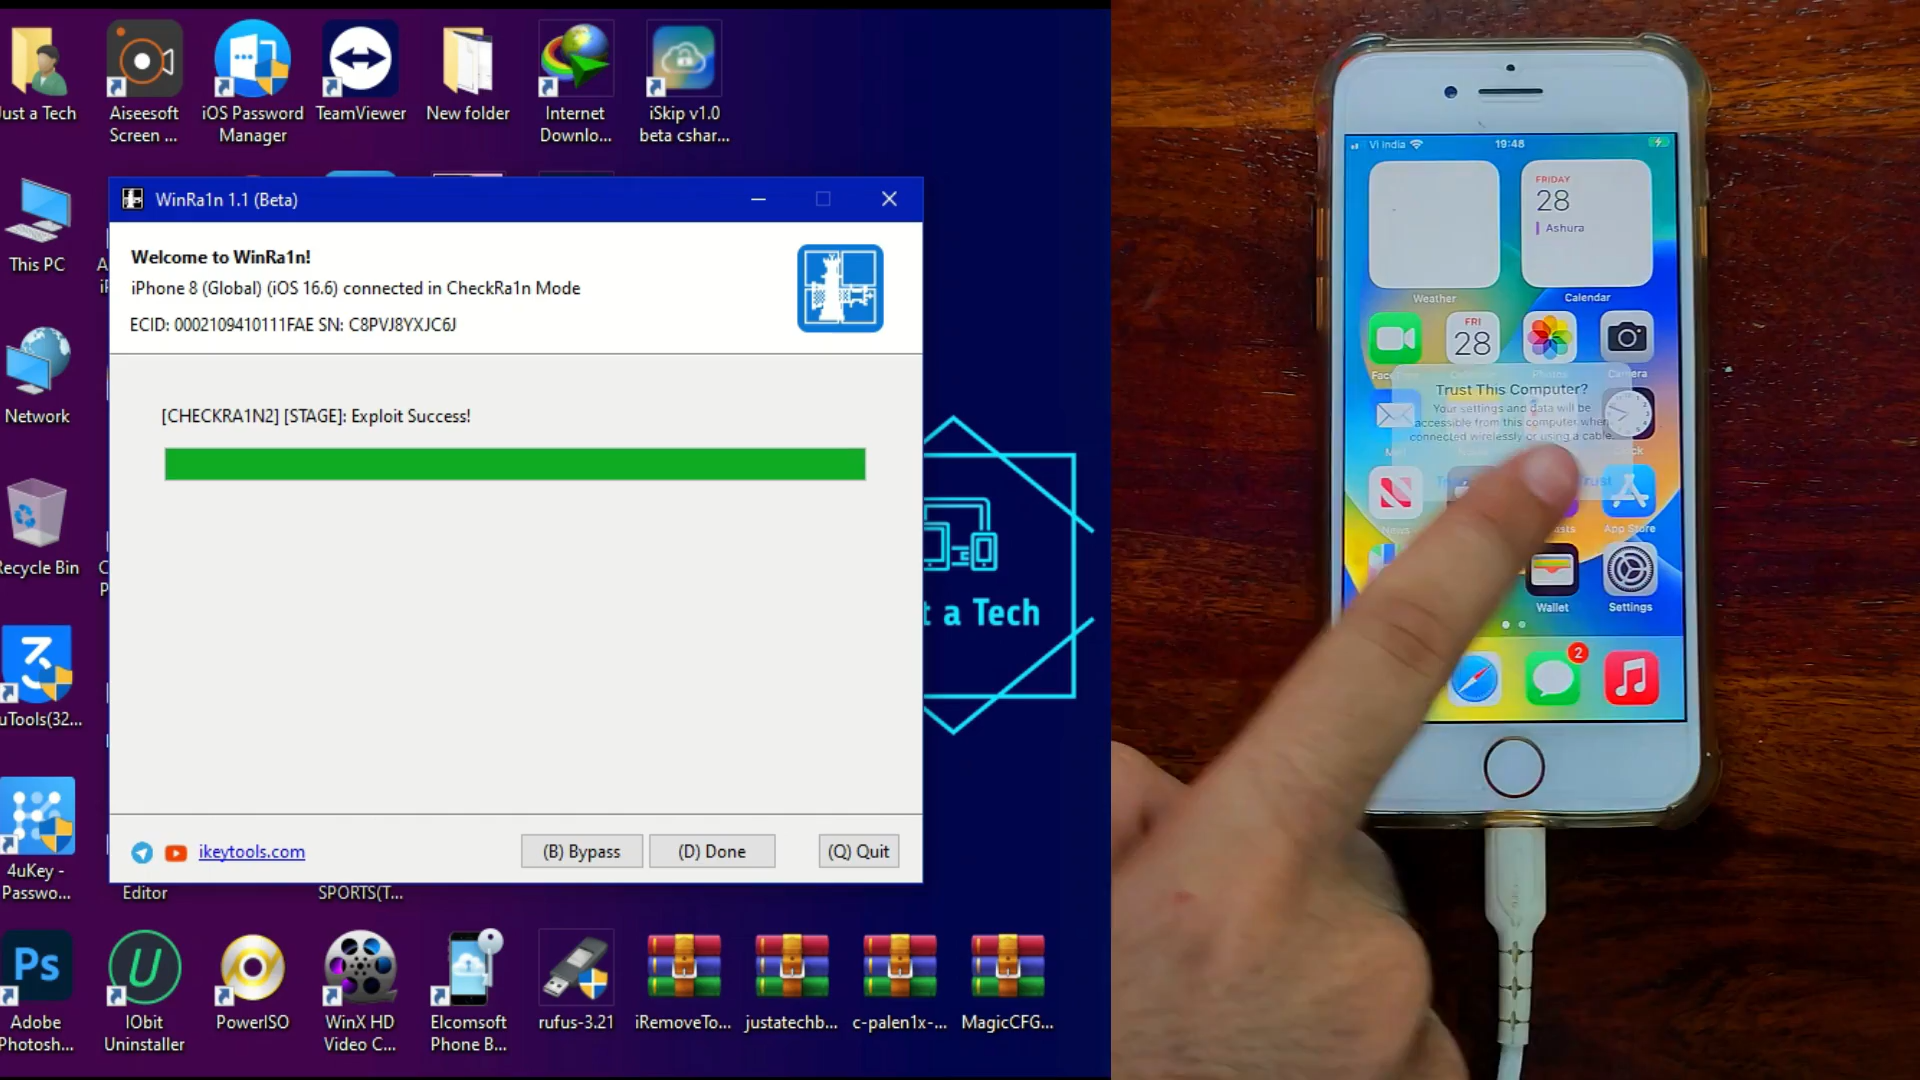 Just a Tech
Aiseesoft
Screen ...
iOS Password
Manager
TeamViewer
New folder
Internet
Downlo...
iSkip v1.0
beta cshar...
This PC
Network
Recycle Bin
uTools(32...
4uKey -
Passwo...
WinRa1n 1.1 (Beta)
Welcome to WinRa1n!
iPhone 8 (Global) (iOS 16.6) connected in CheckRa1n Mode
ECID: 0002109410111FAE SN: C8PVJ8YXJC6J
[CHECKRA1N2] [STAGE]: Exploit Success!
ikeytools.com
(B) Bypass
(D) Done
(Q) Quit
t a Tech
Editor
SPORTS(T...
Adobe
Photosh...
IObit
Uninstaller
PowerISO
WinX HD
Video C...
Elcomsoft
Phone B...
rufus-3.21
iRemoveTo...
justatechb...
c-palen1x-...
MagicCFG...
VI India
19:48
FRIDAY
28
Ashura
Weather
Calendar
FRI
28
Trust This Computer?
Your settings and data will be
accessible from this computer when
connected wirelessly or using a cable.
Trust
News
App Store
Wallet
Settings
2